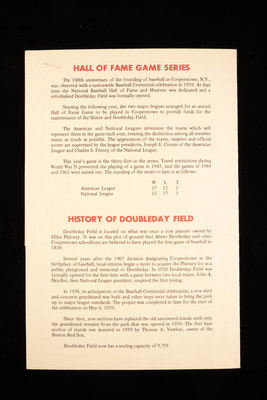 HALL OF FAME GAME SERIES
The 100th anniversary of the founding of baseball in Cooperstown, N.Y.,
was observed with a nationwide Baseball Centennial celebration in 1939. At that
time the National Baseball Hall of Fame and Museum was dedicated and a
refurbished Doubleday Field was formally opened.
Starting the following year, the two major leagues arranged for an annual
Hall of Fame Game to be played in Cooperstown to provide funds for the
maintenance of the Shrine and Doubleday Field.
The American and National Leagues determine the teams which will
represent them in the game each year, rotating the distinction among all member
teams as much as possible. The appearances of the teams, umpires and official
scorer are supervised by the league presidents, Joseph E. Cronin of the American
League and Charles S. Feeney of the National League.
This year's game is the thirty-first in the series. Travel restrictions during
World War II prevented the playing of a game in 1945, and the games of 1944
and 1962 were rained out. The standing of the series to date is as follows:
W L T
American League 17 12 1
National League 12 17 1
HISTORY OF DOUBLEDAY FIELD
Doubleday Field is located on what was once a cow pasture owned by
Elihu Phinney. It was on this plot of ground that Abner Doubleday and other
Cooperstown schoolboys are believed to have played the first game of baseball in
1839.
Several years after the 1907 decision designating Cooperstown as the
birthplace of baseball, local citizens began a move to acquire the Phinney lot as a
public playground and memorial to Doubleday. In 1920 Doubleday Field was
formally opened for the first time with a game between two local teams. John A.
Heydler, then National League president, umpired the first inning.
In 1938, in anticipation of the Baseball Centennial celebration, a new steel
and concrete grandstand was built and other steps were taken to bring the park
up to major league standards. The project was completed in time for the start of
the celebration on May 6, 1939.
Since then, new sections have replaced the old uncovered stands until only
the grandstand remains from the park that was opened in 1939. The first base
section of stands was donated in 1959 by Thomas A. Yawkey, owner of the
Boston Red Sox.
Doubleday Field now has a seating capacity of 9,791.